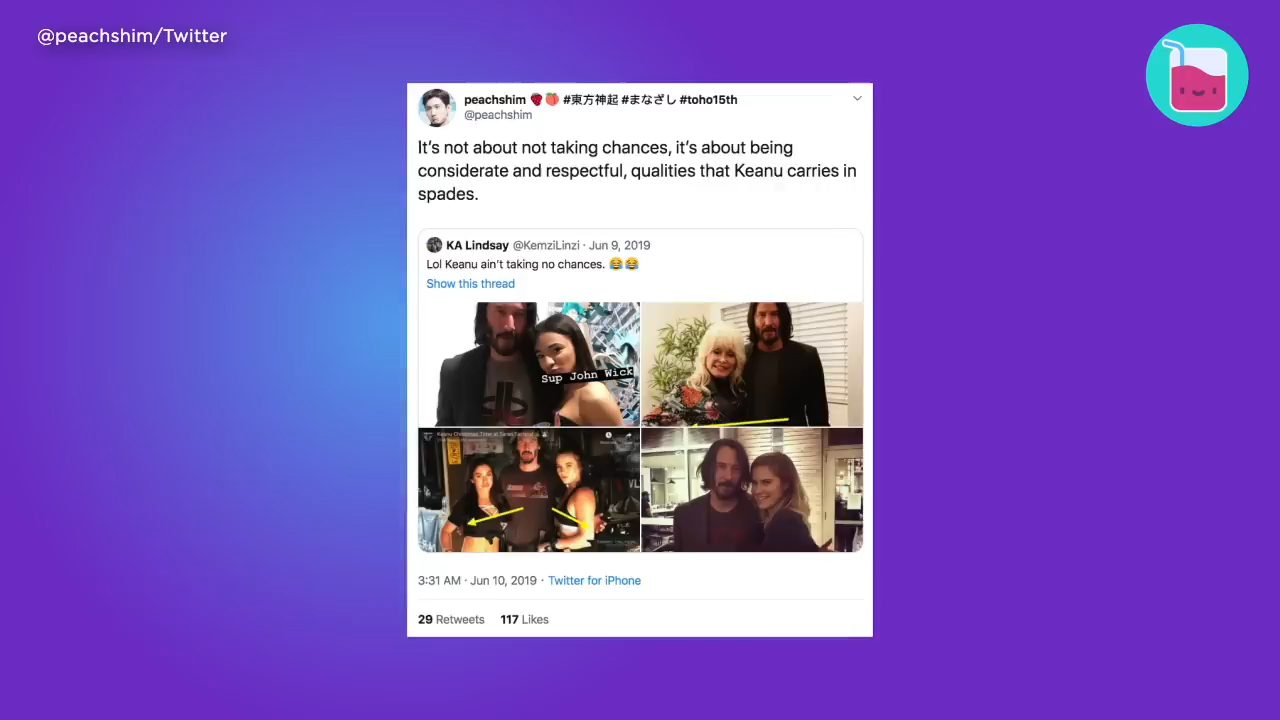 @peachshim/Twitter
peachshim 🍓🍑 #東方神起 #まなざし #toho15th
@peachshim
It's not about not taking chances, it's about being
considerate and respectful, qualities that Keanu carries in
spades.
KA Lindsay @KemziLinzi · Jun 9, 2019
Lol Keanu ain't taking no chances. 😂😂
Show this thread
Sup John Wick
3:31 AM · Jun 10, 2019 · Twitter for iPhone
29 Retweets 117 Likes